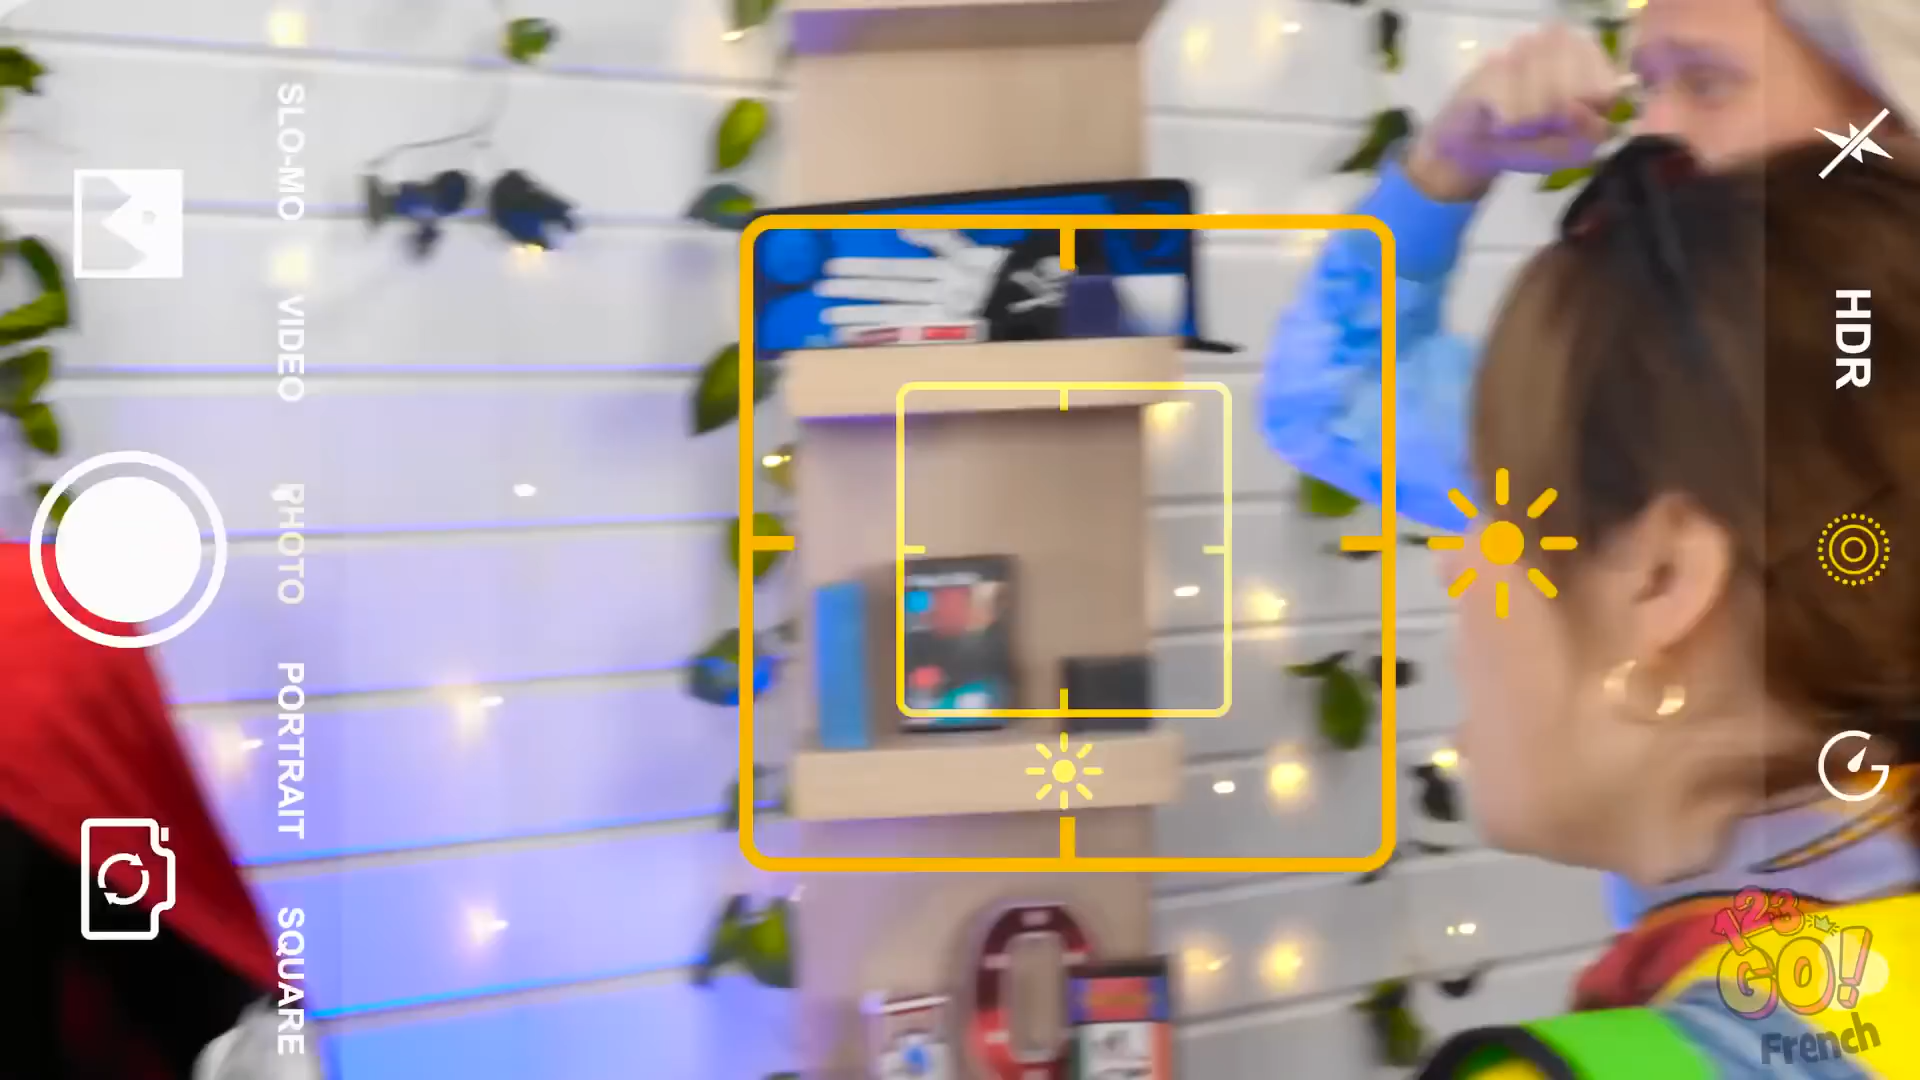 SLO-MO
VIDEO
PHOTO
PORTRAIT
SQUARE
HDR
123
GO!
French